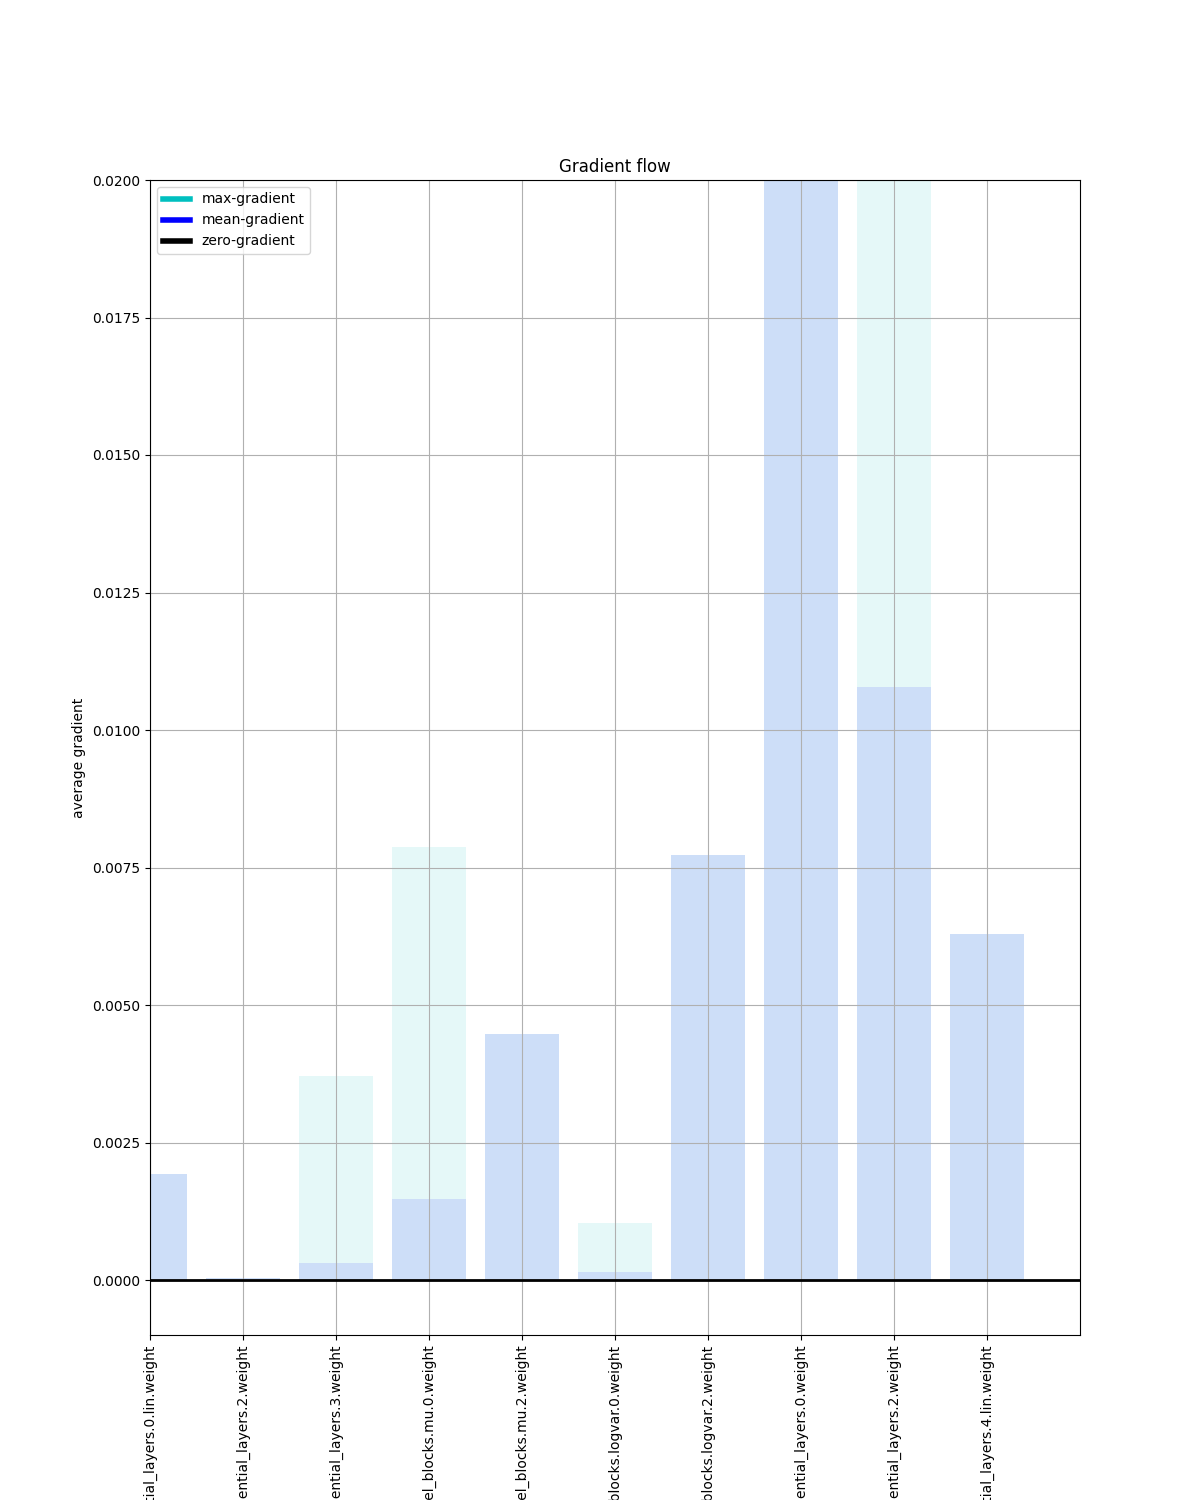 Gradient flow
max-gradient
mean-gradient
zero-gradient
average gradient
0.0200
0.0175
0.0150
0.0125
0.0100
0.0075
0.0050
0.0025
0.0000
tial_layers.0.lin.weight
ential_layers.2.weight
ential_layers.3.weight
el_blocks.mu.0.weight
el_blocks.mu.2.weight
blocks.logvar.0.weight
blocks.logvar.2.weight
ential_layers.0.weight
ential_layers.2.weight
tial_layers.4.lin.weight